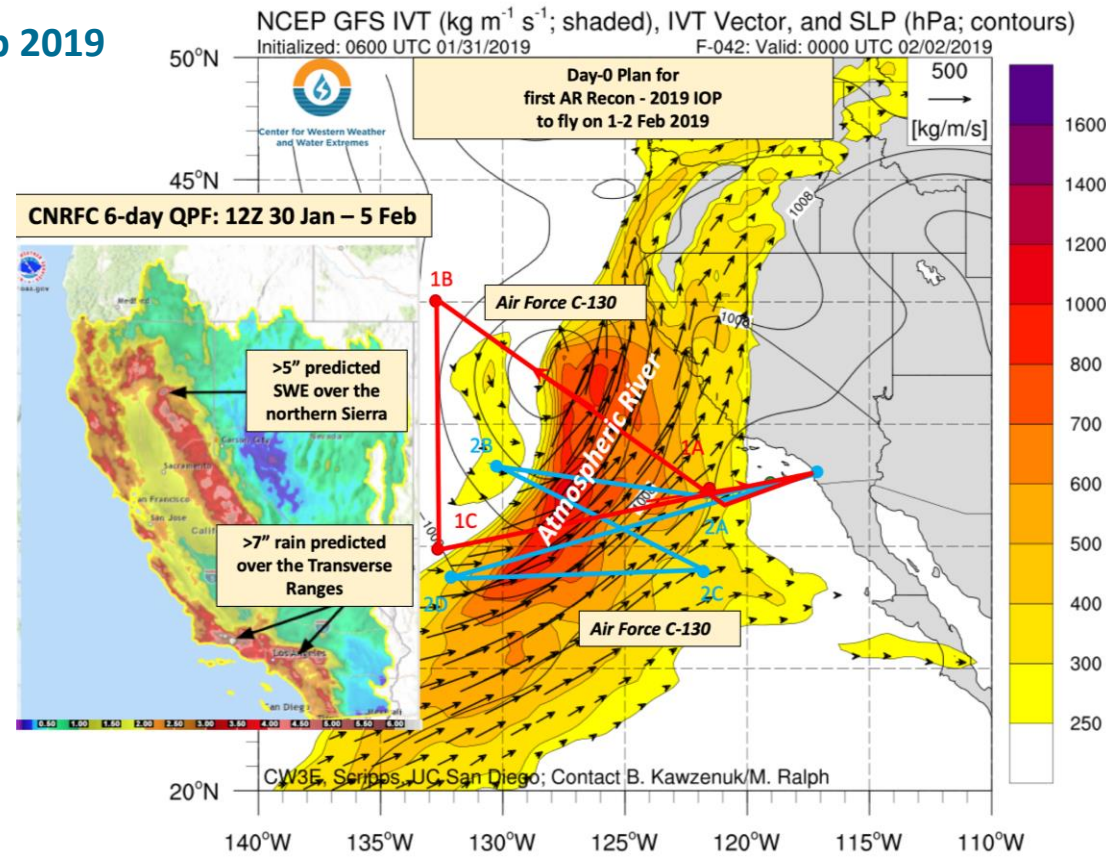 b 2019
NCEP GFS IVT (kg m⁻¹ s⁻¹; shaded), IVT Vector, and SLP (hPa; contours)
Initialized: 0600 UTC 01/31/2019
F-042: Valid: 0000 UTC 02/02/2019
50°N
45°N
20°N
Center for Western Weather
and Water Extremes
Day-0 Plan for
first AR Recon - 2019 IOP
to fly on 1-2 Feb 2019
500
[kg/m/s]
CNRFC 6-day QPF: 12Z 30 Jan – 5 Feb
>5” predicted
SWE over the
northern Sierra
>7” rain predicted
over the Transverse
Ranges
Sacramento
San Jose
Los Angeles
0.50 1.00 1.50 2.00 2.50 3.00 3.50 4.00 4.50 5.00 5.50 6.00
1B
Air Force C-130
1008
1008
Atmospheric River
1A
2B
1C
1008
2A
2D
2C
Air Force C-130
CW3E, Scripps, UC San Diego; Contact B. Kawzenuk/M. Ralph
140°W
135°W
130°W
125°W
120°W
115°W
110°W
1600
1400
1200
1000
800
700
600
500
400
300
250